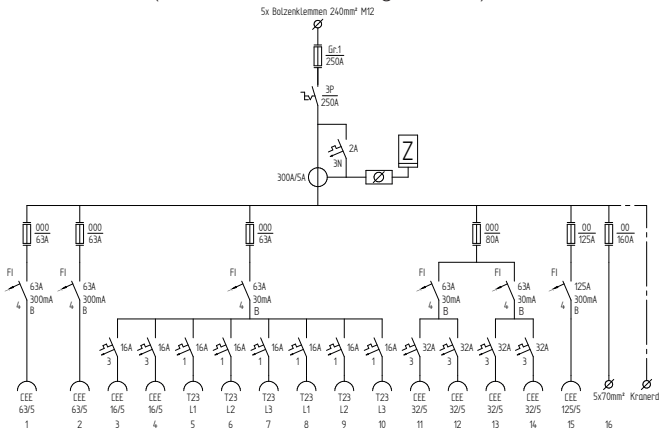 5x Bolzenklemmen 240mm² M12
Gr.1
250A
3P
250A
2A
3N
Z
300A/5A
000 63A
000 63A
000 63A
000 80A
00 125A
00 160A
FI 63A 300mA 4 B
FI 63A 300mA 4 B
FI 63A 30mA 4 B
FI 63A 30mA 4 B
FI 63A 30mA 4 B
FI 125A 300mA 4 B
16A 3
16A 3
16A 1
16A 1
16A 1
16A 1
16A 1
16A 1
32A 3
32A 3
32A 3
32A 3
CEE CEE CEE CEE T23 T23 T23 T23 T23 T23 CEE CEE CEE CEE CEE 5x70mm² Kranerd
63/5 63/5 16/5 16/5 L1 L2 L3 L1 L2 L3 32/5 32/5 32/5 32/5 125/5
1 2 3 4 5 6 7 8 9 10 11 12 13 14 15 16